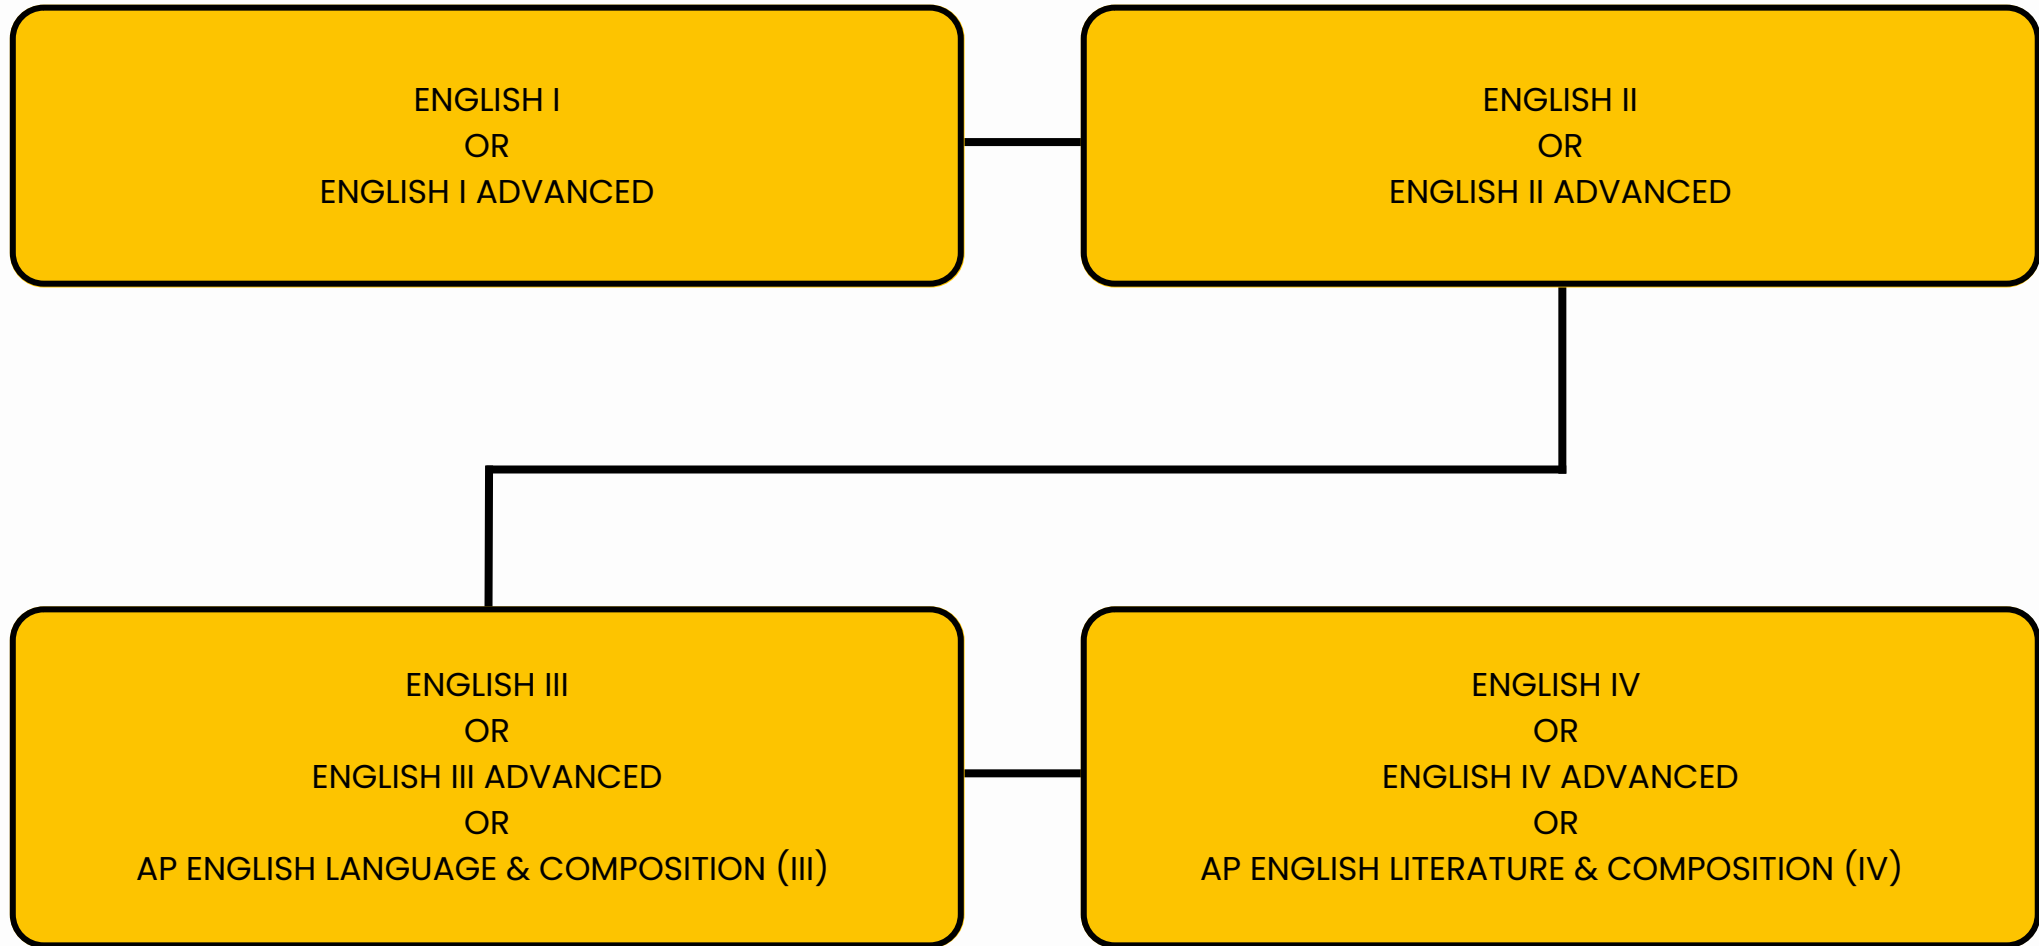 ENGLISH I
OR
ENGLISH I ADVANCED
ENGLISH II
OR
ENGLISH II ADVANCED
ENGLISH III
OR
ENGLISH III ADVANCED
OR
AP ENGLISH LANGUAGE & COMPOSITION (III)
ENGLISH IV
OR
ENGLISH IV ADVANCED
OR
AP ENGLISH LITERATURE & COMPOSITION (IV)